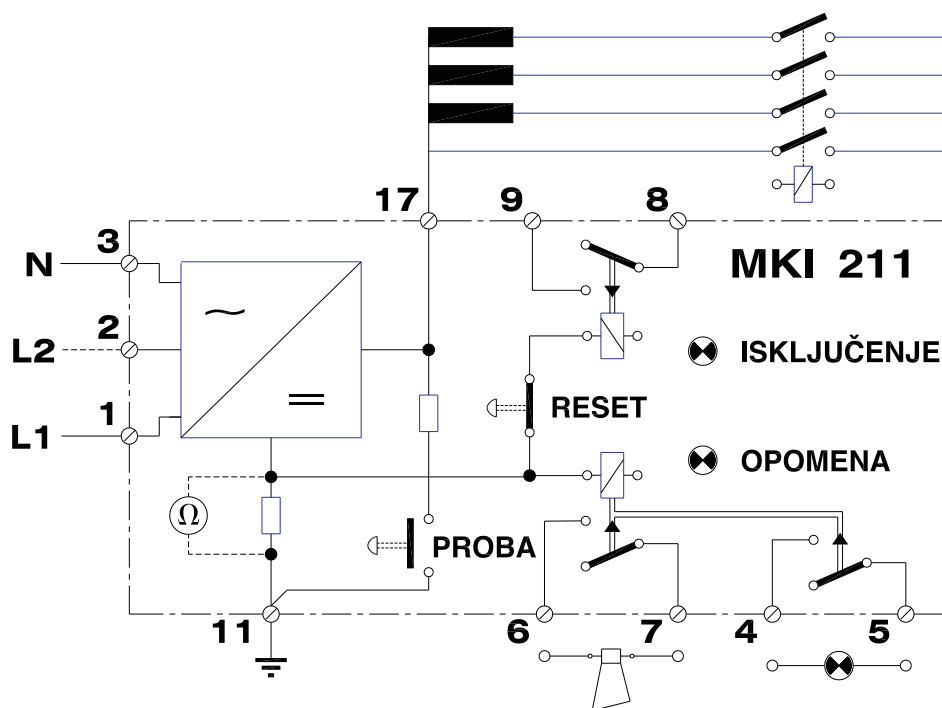 17
9
8
3
N
MKI 211
2
L2
ISKLJUČENJE
1
L1
RESET
OPOMENA
Ω
PROBA
11
6
7
4
5